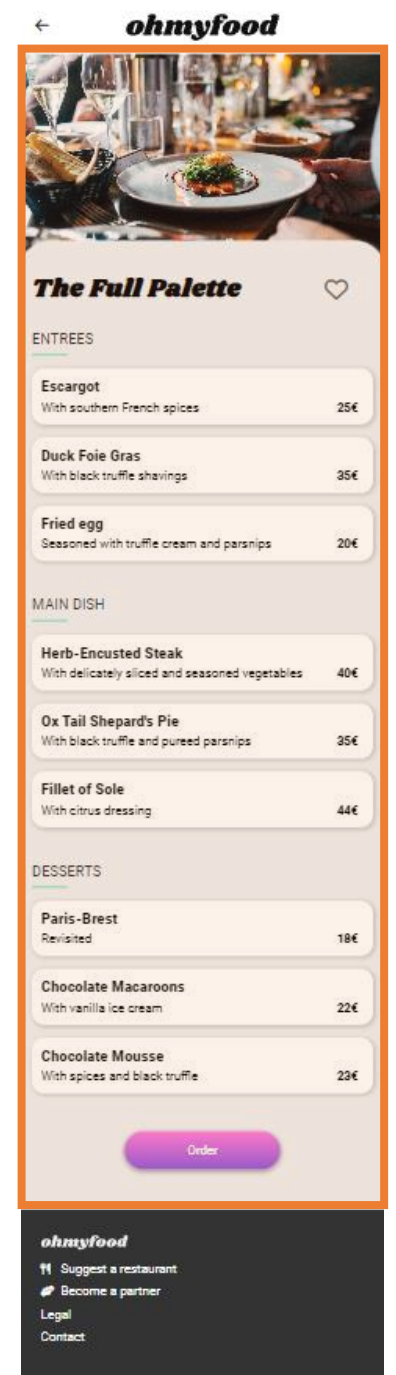 ohmyfood
The Full Palette
ENTREES
Escargot
With southern French spices 25€
Duck Foie Gras
With black truffle shavings 35€
Fried egg
Seasoned with truffle cream and parsnips 20€
MAIN DISH
Herb-Encusted Steak
With delicately sliced and seasoned vegetables 40€
Ox Tail Shepard's Pie
With black truffle and pureed parsnips 35€
Fillet of Sole
With citrus dressing 44€
DESSERTS
Paris-Brest
Revisited 18€
Chocolate Macaroons
With vanilla ice cream 22€
Chocolate Mousse
With spices and black truffle 23€
Order
ohmyfood
Suggest a restaurant
Become a partner
Legal
Contact